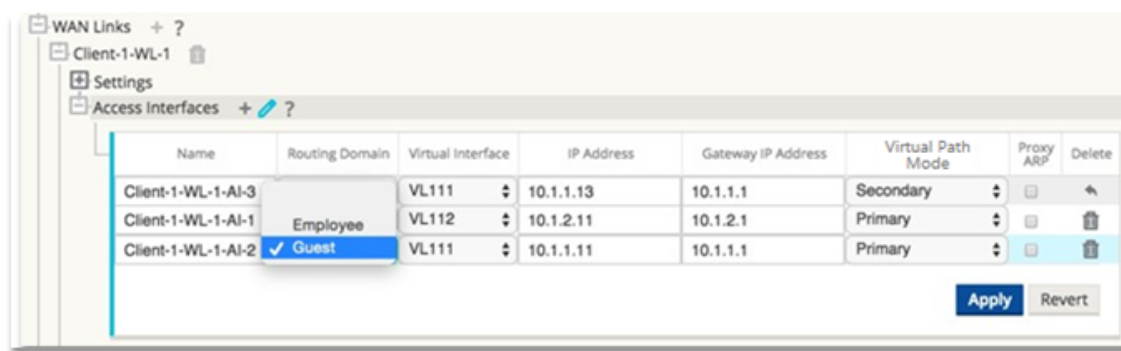 WAN Links + ?
Client-1-WL-1
Settings
Access Interfaces + ?
Name Routing Domain Virtual Interface IP Address Gateway IP Address Virtual Path Mode Proxy ARP Delete
Client-1-WL-1-AI-3 VL111 10.1.1.13 10.1.1.1 Secondary
Client-1-WL-1-AI-1 Employee VL112 10.1.2.11 10.1.2.1 Primary
Client-1-WL-1-AI-2 ✓ Guest VL111 10.1.1.11 10.1.1.1 Primary
Apply Revert